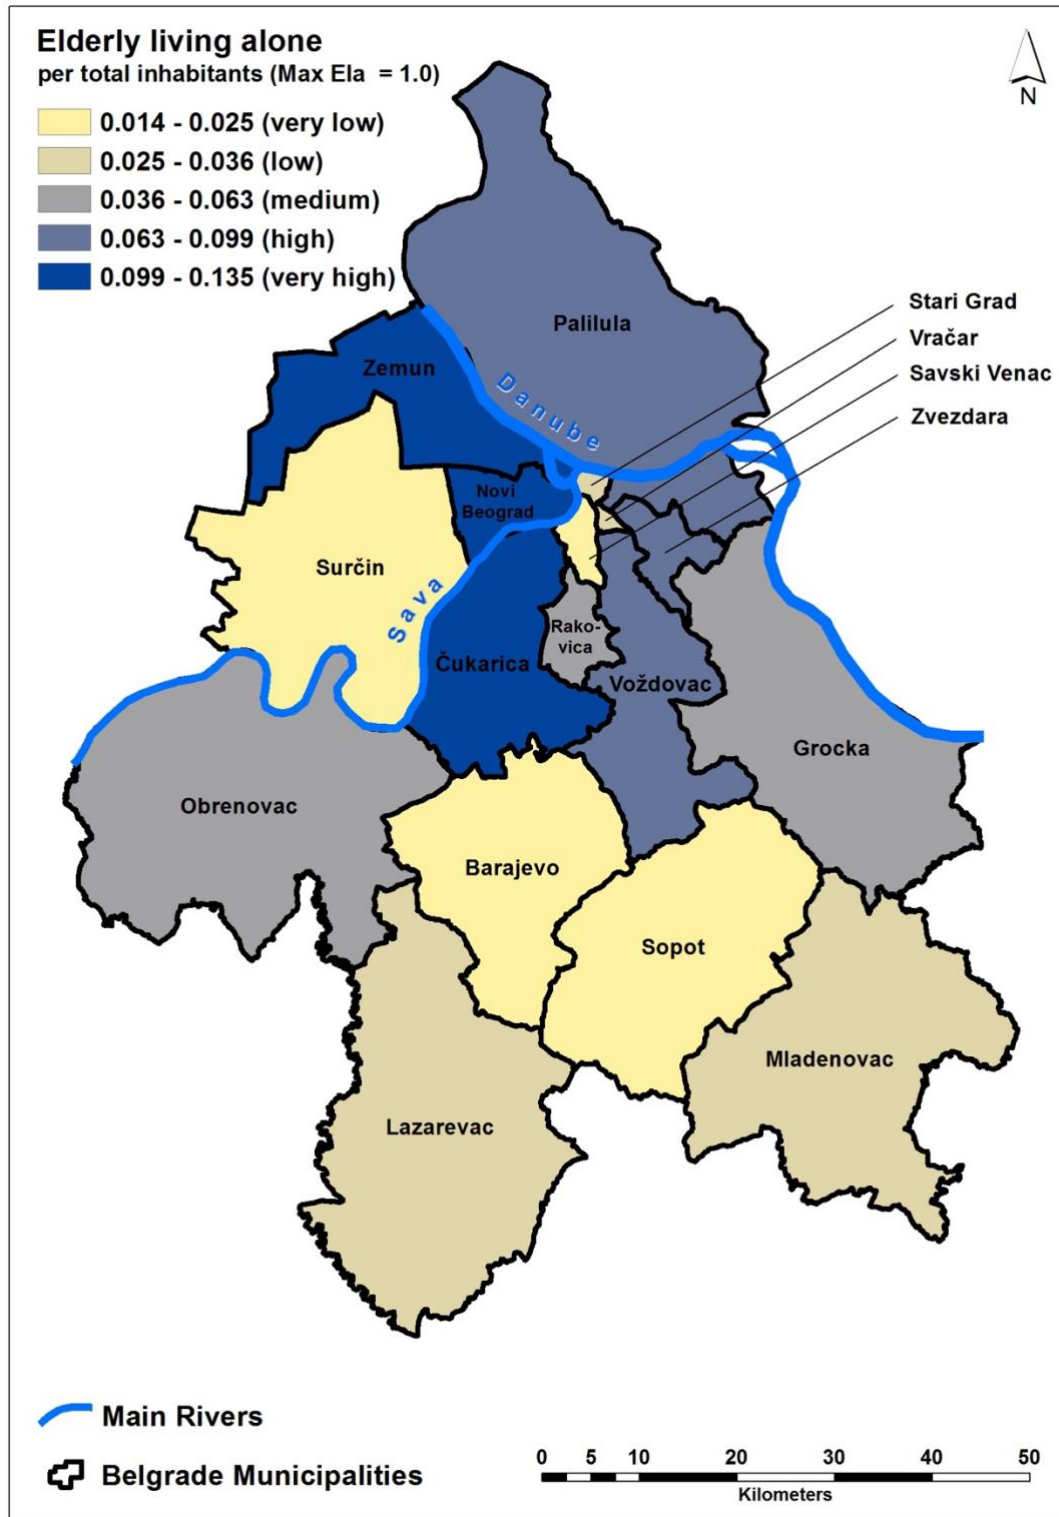 Elderly living alone
per total inhabitants (Max Ela = 1.0)
0.014 - 0.025 (very low)
0.025 - 0.036 (low)
0.036 - 0.063 (medium)
0.063 - 0.099 (high)
0.099 - 0.135 (very high)
N
Stari Grad
Vračar
Savski Venac
Zvezdara
Palilula
Zemun
Danube
Novi
Beograd
Surčin
Sava
Rako-
vica
Čukarica
Voždovac
Grocka
Obrenovac
Barajevo
Sopot
Mladenovac
Lazarevac
Main Rivers
Belgrade Municipalities
0 5 10 20 30 40 50
Kilometers